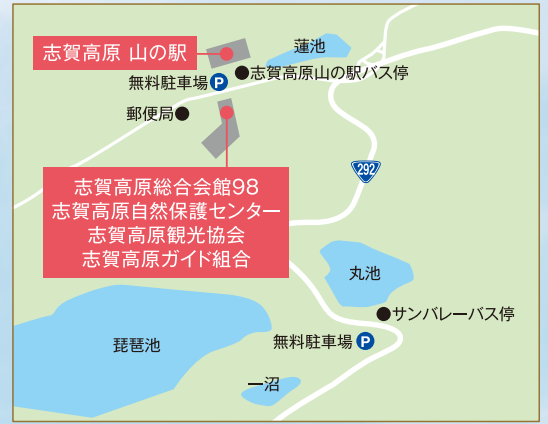 志賀高原 山の駅
蓮池
志賀高原山の駅バス停
無料駐車場 P
郵便局
292
志賀高原総合会館98
志賀高原自然保護センター
志賀高原観光協会
志賀高原ガイド組合
丸池
サンバレーバス停
無料駐車場 P
琵琶池
一沼